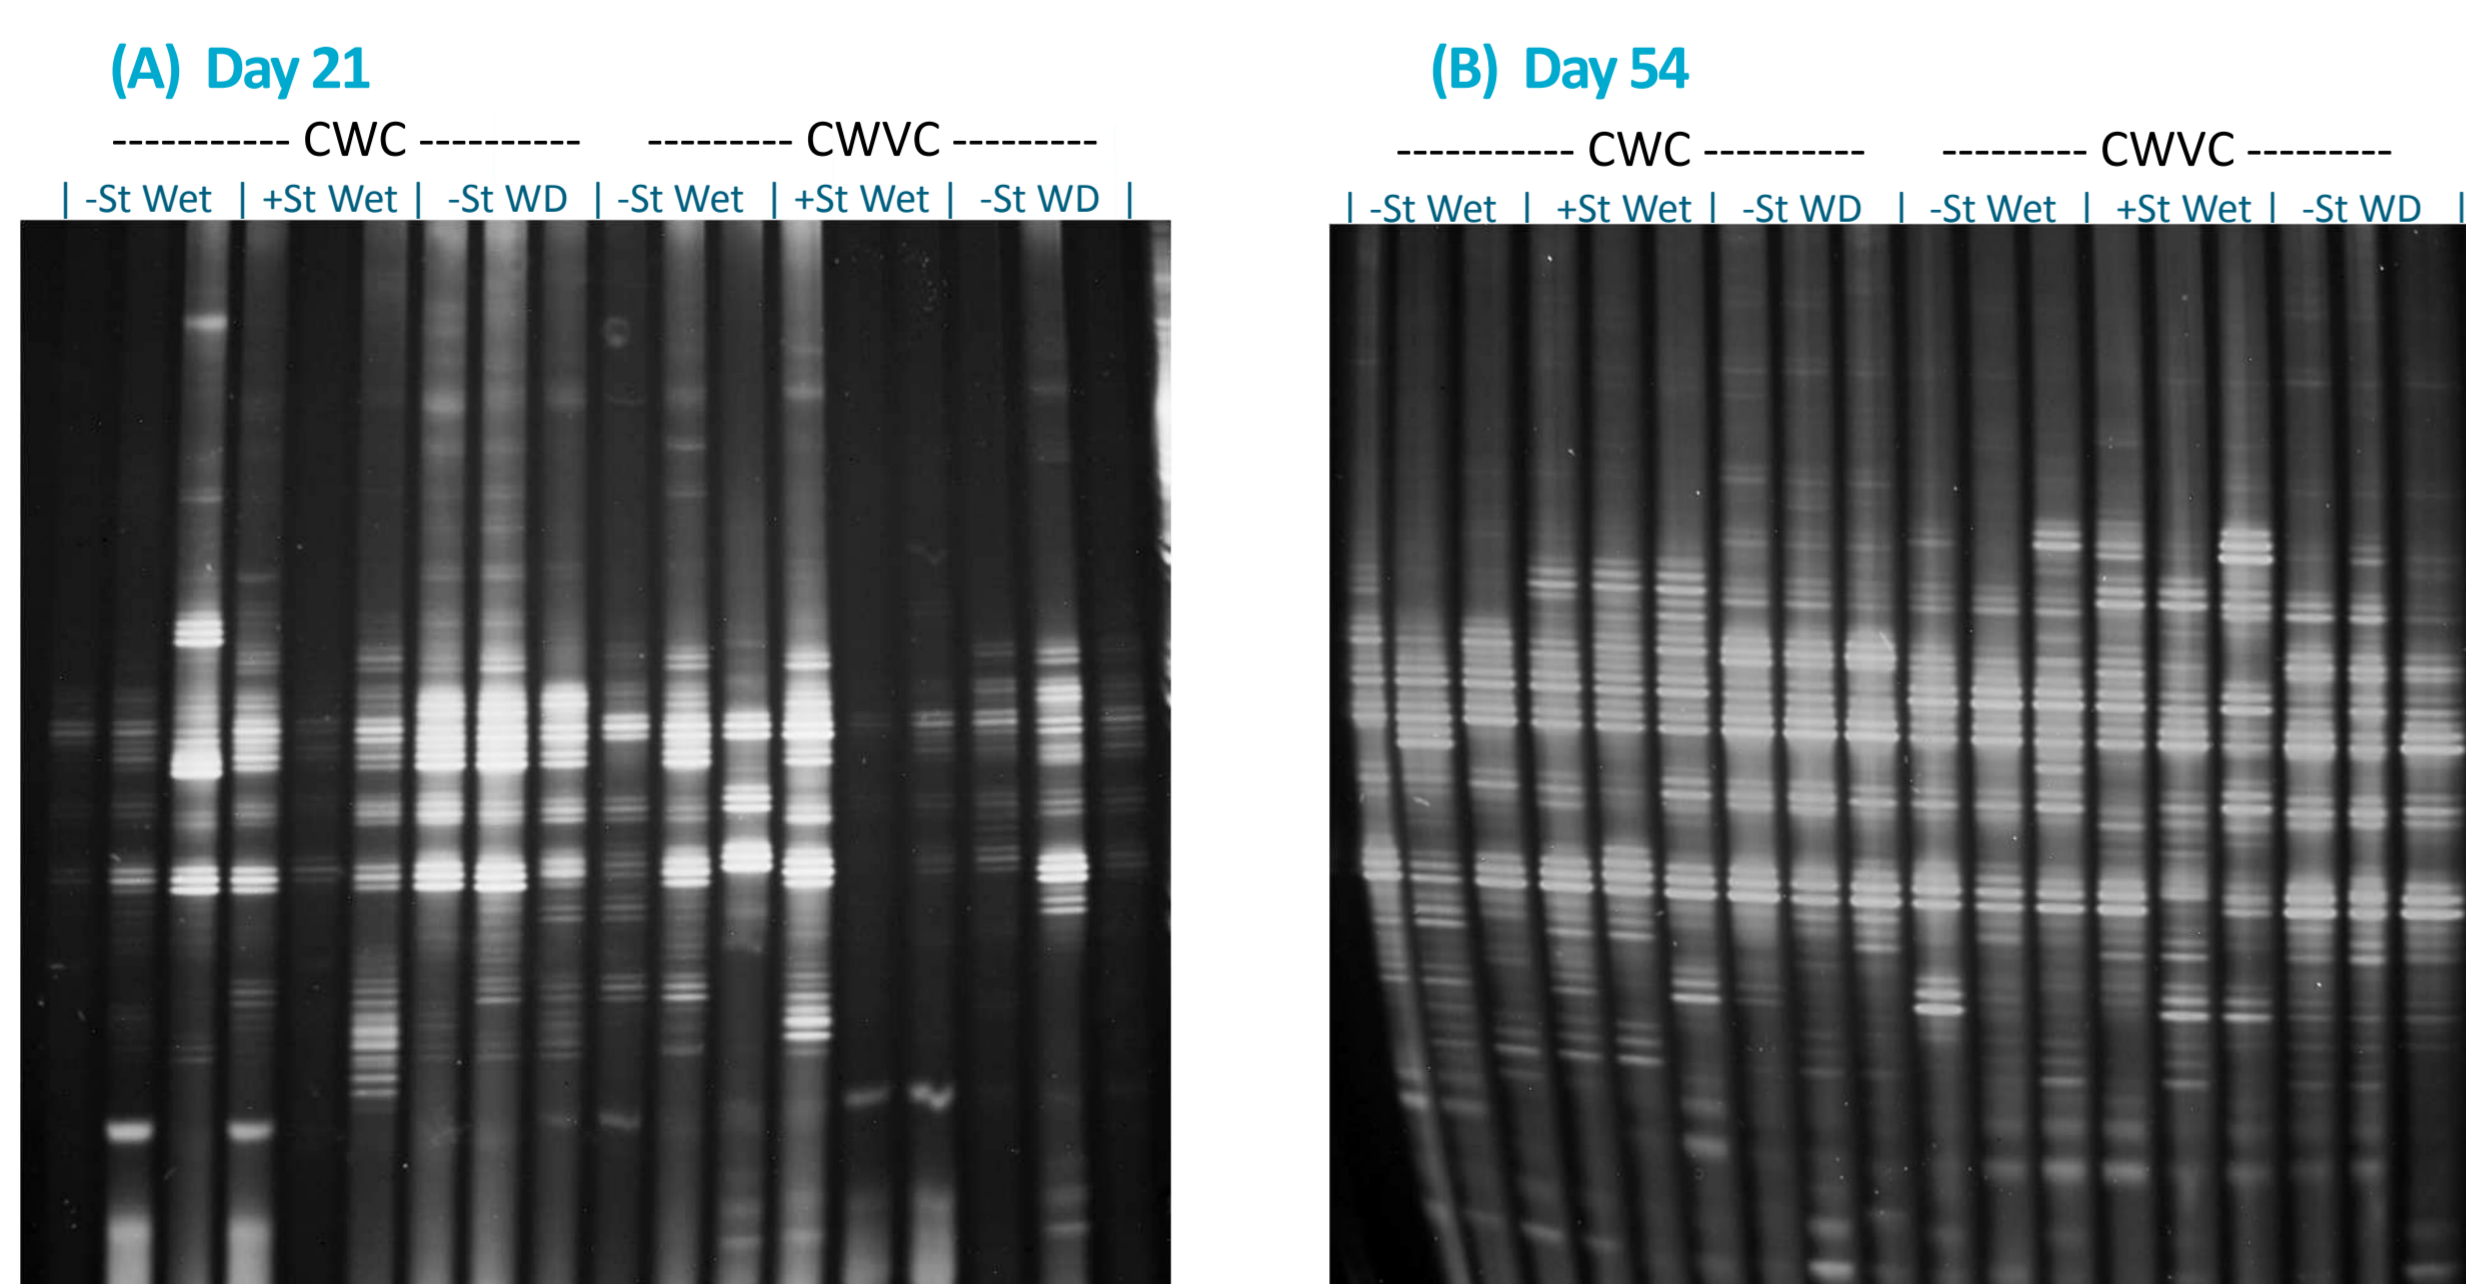 (A) Day 21
----------- CWC ---------- --------- CWVC ---------
| -St Wet | +St Wet | -St WD | -St Wet | +St Wet | -St WD |
(B) Day 54
----------- CWC ---------- --------- CWVC ---------
| -St Wet | +St Wet | -St WD | -St Wet | +St Wet | -St WD |